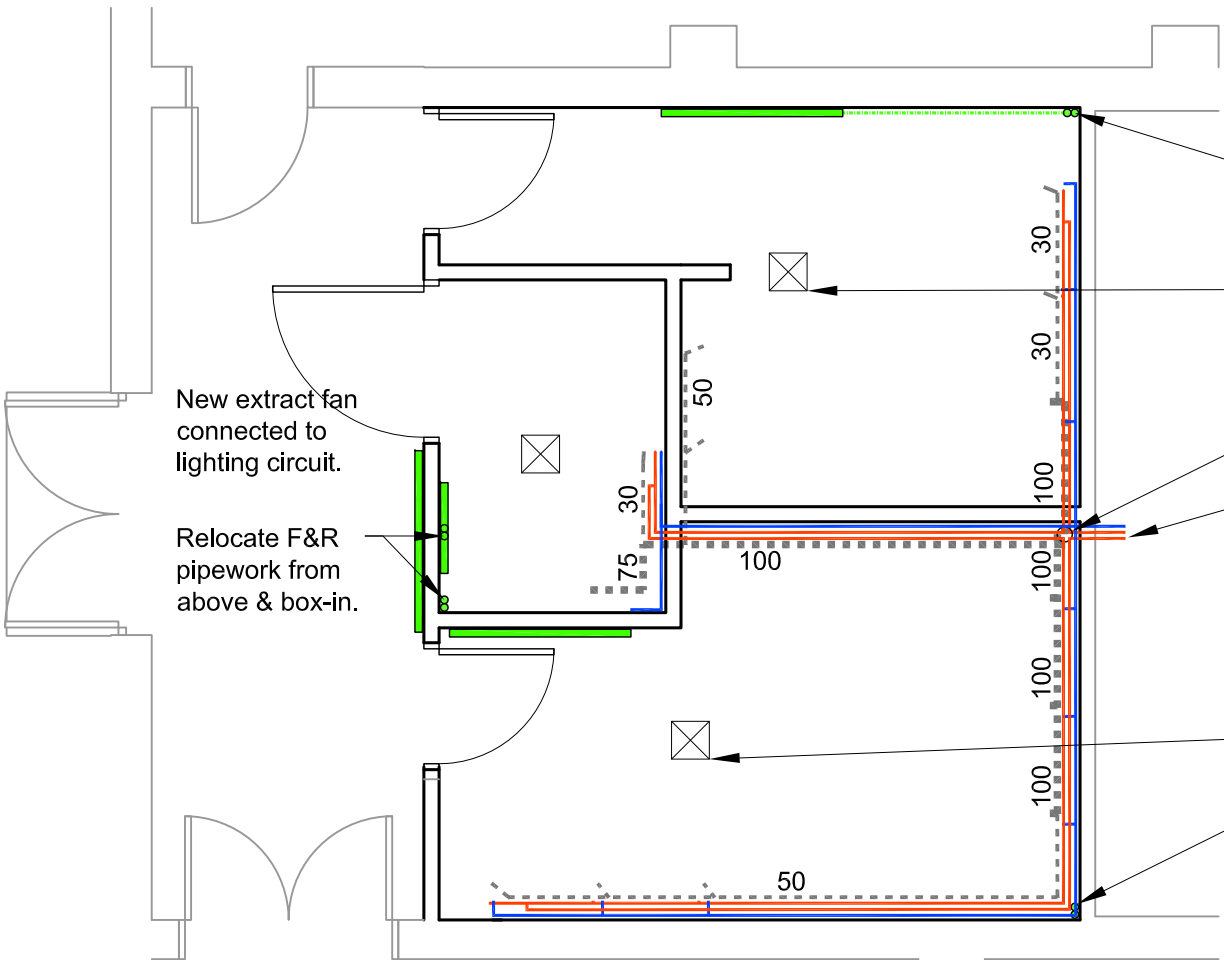 30
30
New extract fan
connected to
lighting circuit.
50
30
100
Relocate F&R
pipework from
above & box-in.
75
100
100
100
100
50